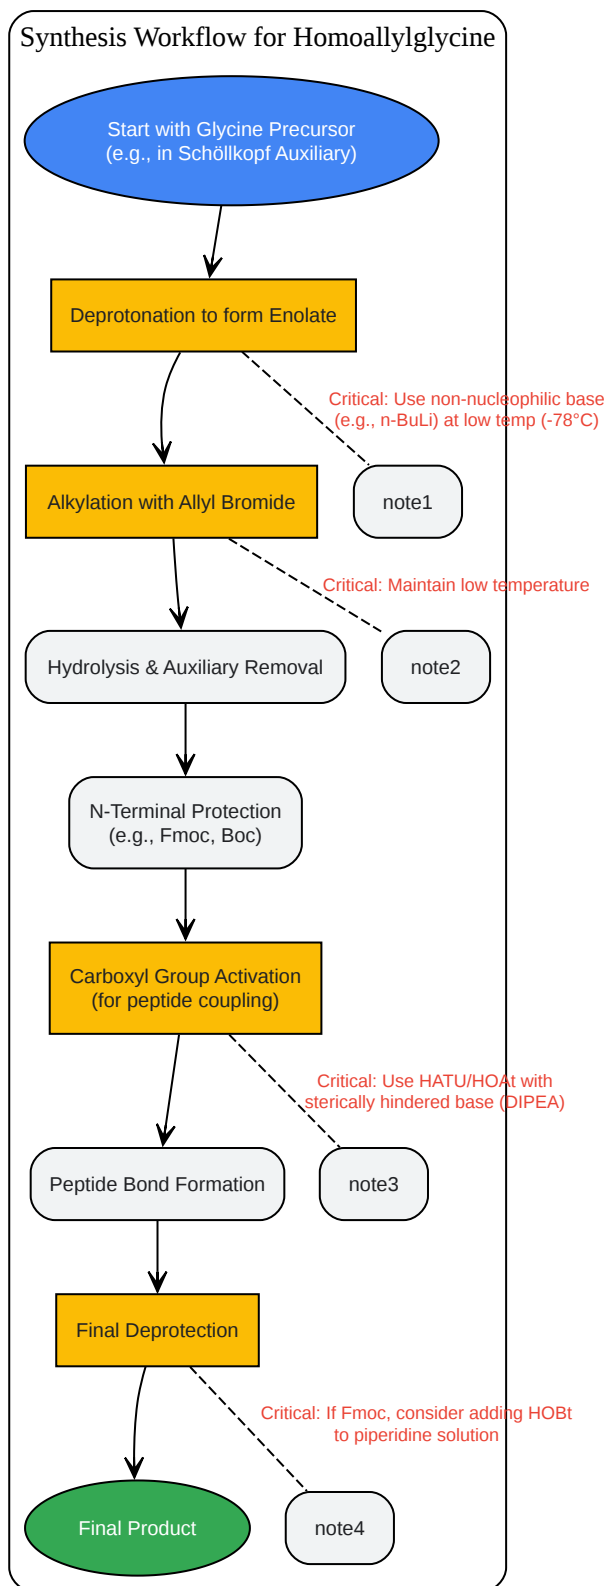 Synthesis Workflow for Homoallylglycine
Start with Glycine Precursor
(e.g., in Schöllkopf Auxiliary)
Deprotonation to form Enolate
Critical: Use non-nucleophilic base
(e.g., n-BuLi) at low temp (-78°C)
Alkylation with Allyl Bromide
note1
Critical: Maintain low temperature
Hydrolysis & Auxiliary Removal
note2
N-Terminal Protection
(e.g., Fmoc, Boc)
Carboxyl Group Activation
(for peptide coupling)
Critical: Use HATU/HOAt with
sterically hindered base (DIPEA)
Peptide Bond Formation
note3
Final Deprotection
Critical: If Fmoc, consider adding HOBt
to piperidine solution
Final Product
note4